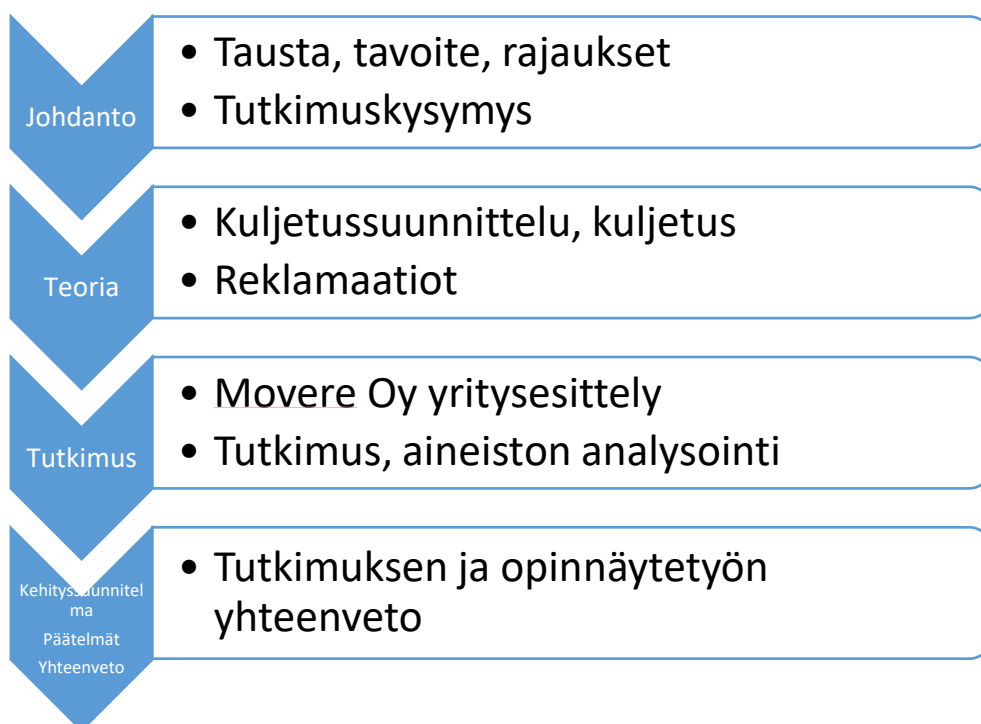 Johdanto
• Tausta, tavoite, rajaukset
• Tutkimuskysymys
Teoria
• Kuljetussuunnittelu, kuljetus
• Reklamaatiot
Tutkimus
• Movere Oy yritysesittely
• Tutkimus, aineiston analysointi
Kehityssuunnitel
ma
Päätelmät
Yhteenveto
• Tutkimuksen ja opinnäytetyön
yhteenveto